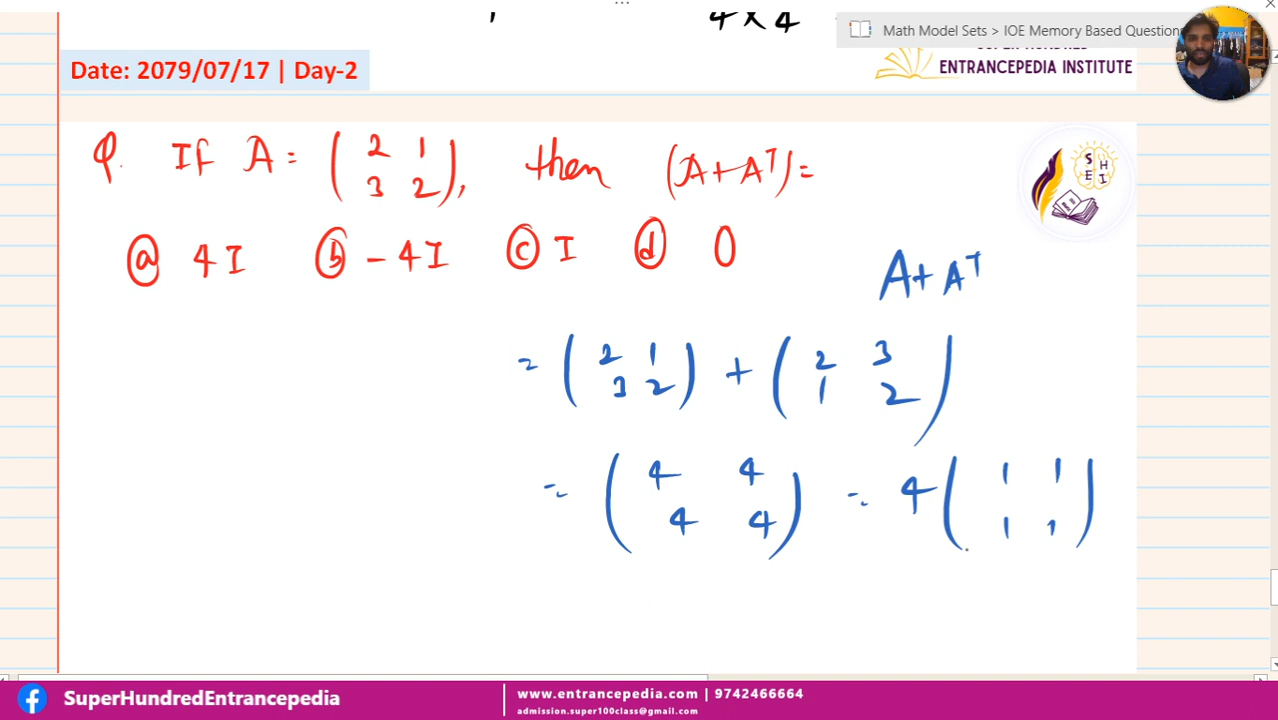 4 x 4
Math Model Sets > IOE Memory Based Question
Date: 2079/07/17 | Day-2
ENTRANCEPEDIA INSTITUTE
Q. If A = (2 1
3 2), then (A+Aᵀ)=
ⓐ 4I ⓑ -4I ⓒ I ⓓ 0
S H
E I
A+Aᵀ
= (2 1
3 2) + (2 3
1 2)
= (4 4
4 4) = 4(1 1
1 1)
SuperHundredEntrancepedia
www.entrancepedia.com | 9742466664
admission.super100class@gmail.com